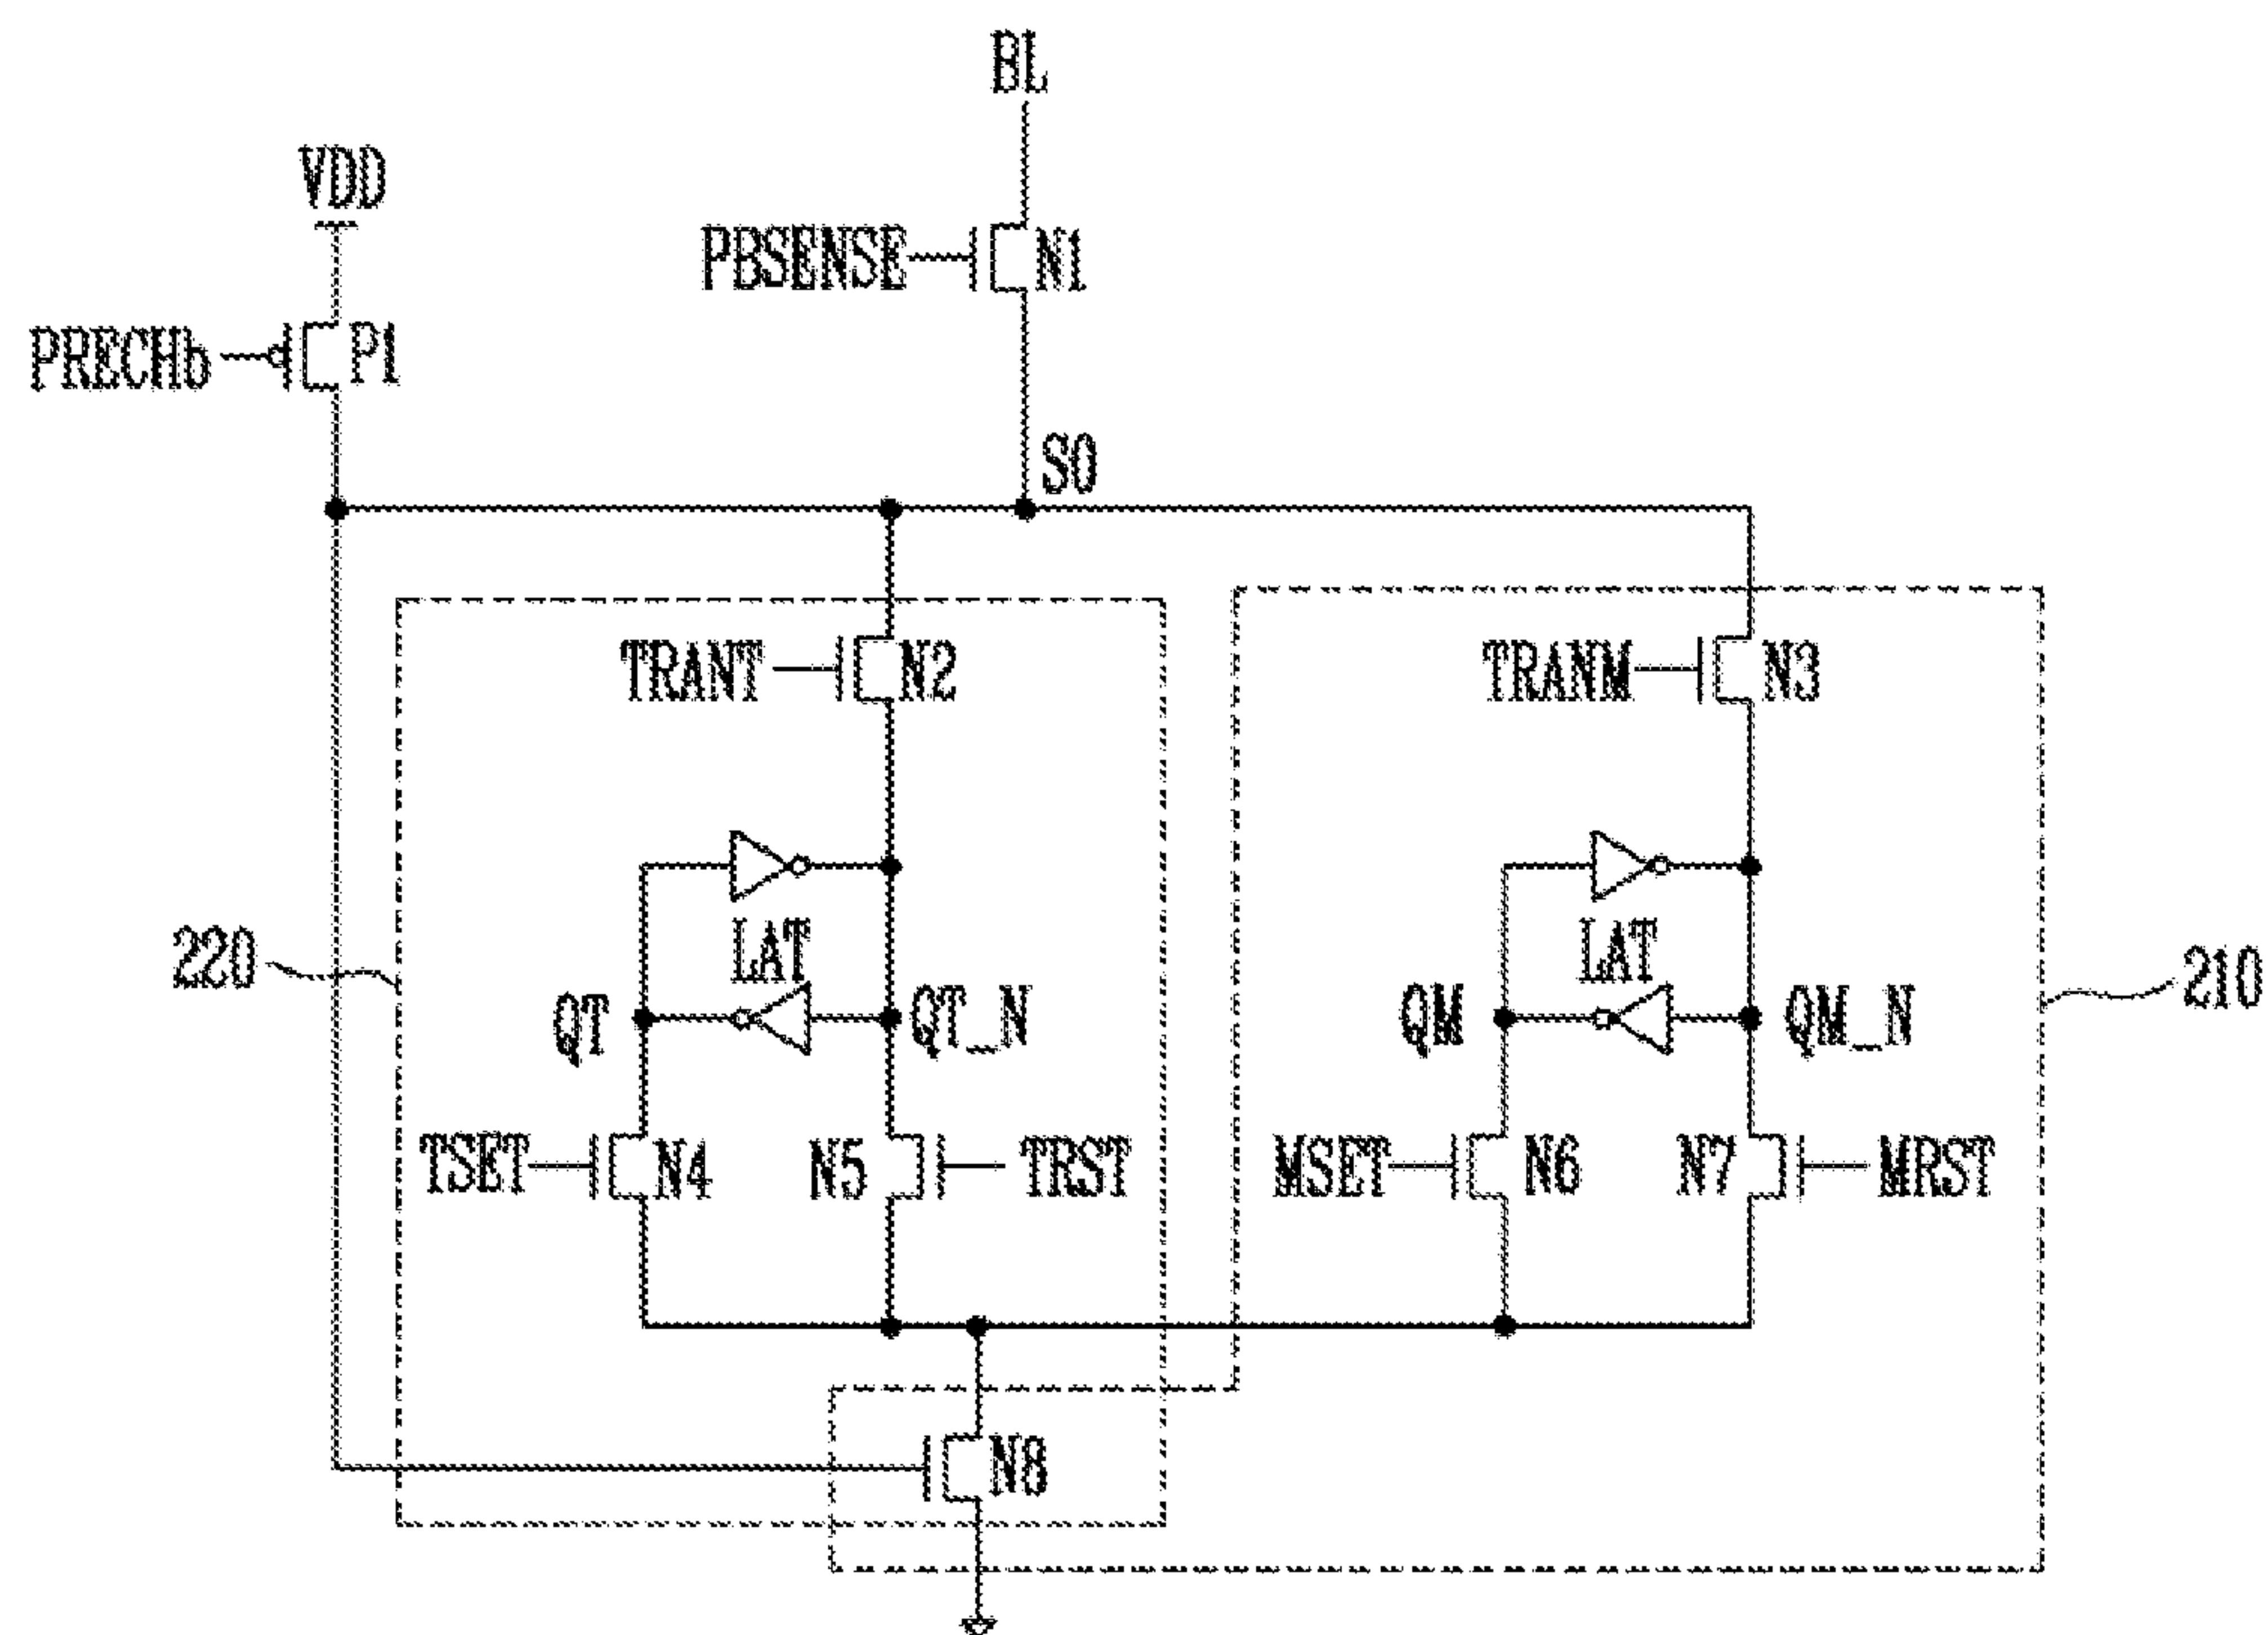 BL
VDD
PBSENSE
N1
PRECHb
P1
SO
TRANT
N2
TRANM
N3
220
LAT
LAT
210
QT
QT_N
QM
QM_N
TSET
N4
N5
TRST
MSET
N6
N7
MRST
N8